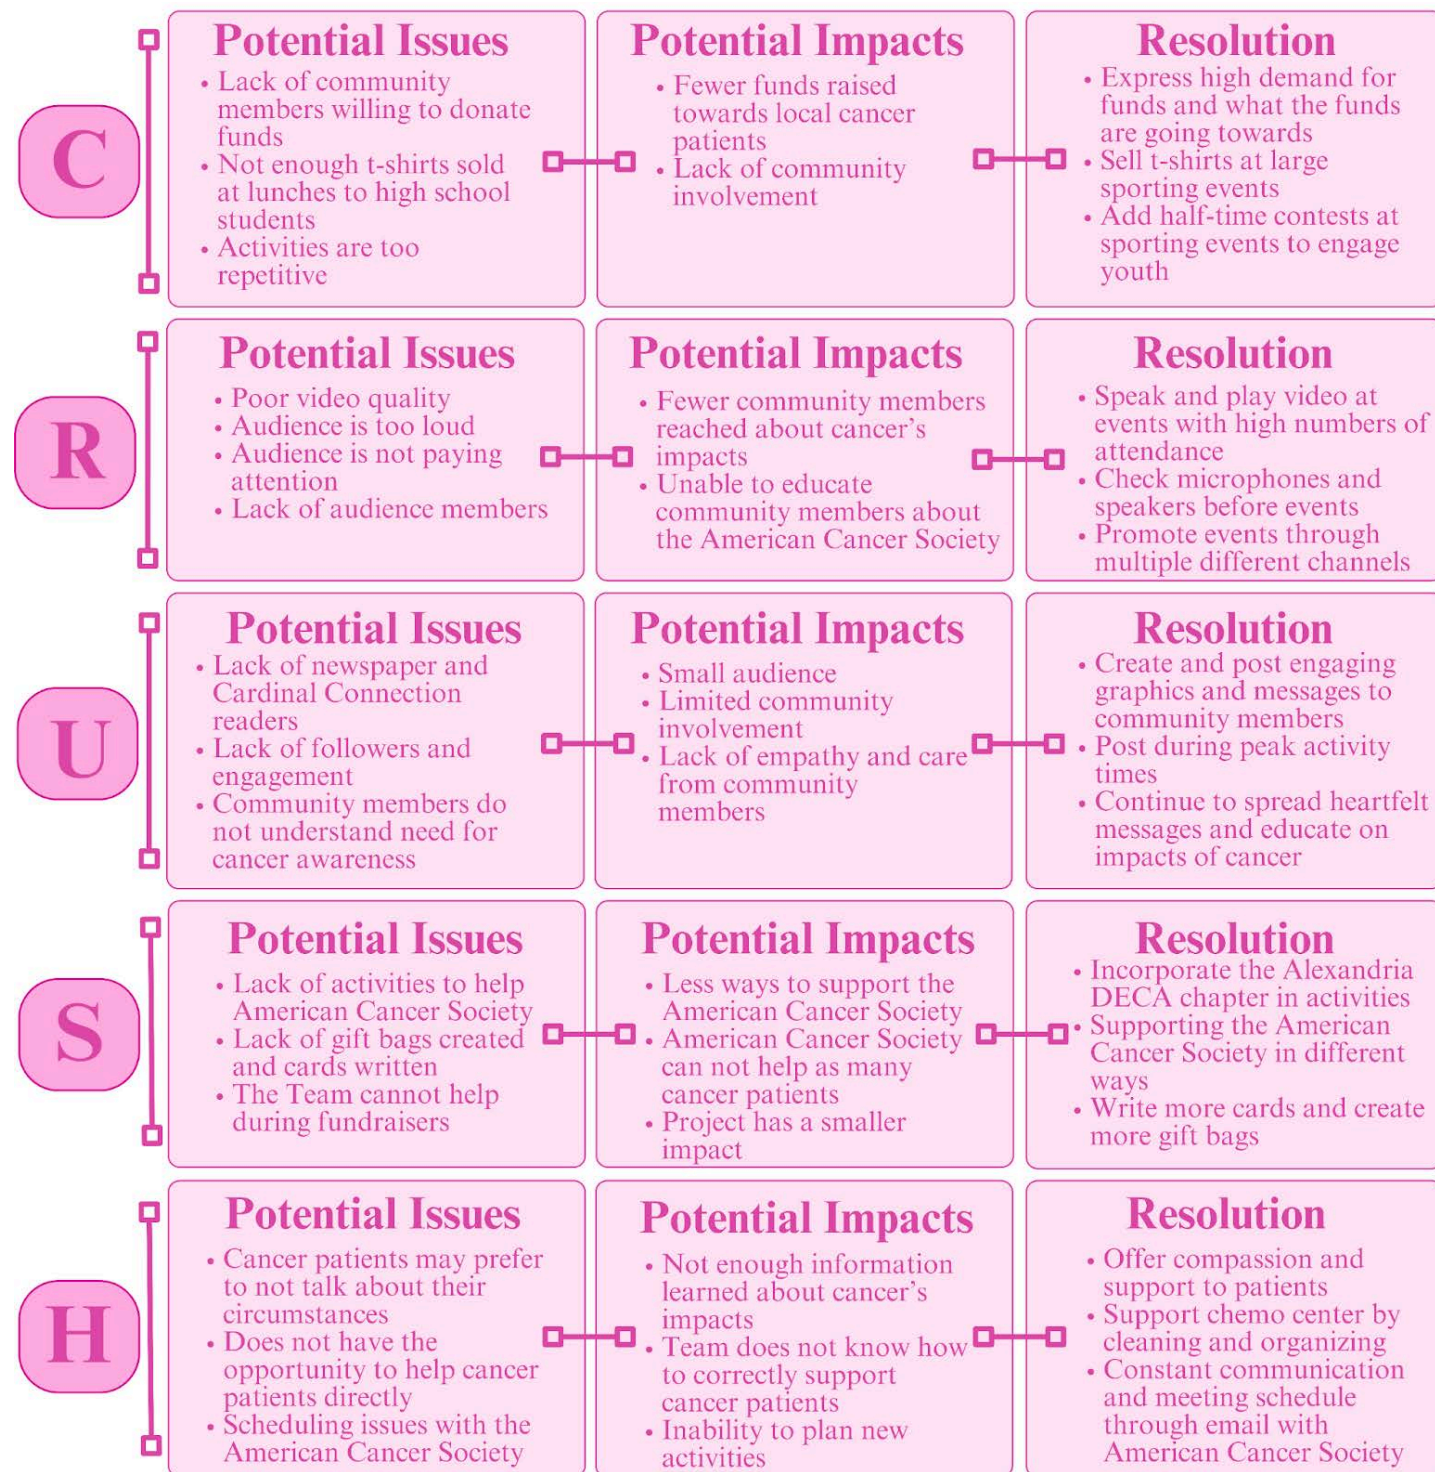 C
Potential Issues
• Lack of community
members willing to donate
funds
• Not enough t-shirts sold
at lunches to high school
students
• Activities are too
repetitive
Potential Impacts
• Fewer funds raised
towards local cancer
patients
• Lack of community
involvement
Resolution
• Express high demand for
funds and what the funds
are going towards
• Sell t-shirts at large
sporting events
• Add half-time contests at
sporting events to engage
youth
R
Potential Issues
• Poor video quality
• Audience is too loud
• Audience is not paying
attention
• Lack of audience members
Potential Impacts
• Fewer community members
reached about cancer's
impacts
• Unable to educate
community members about
the American Cancer Society
Resolution
• Speak and play video at
events with high numbers of
attendance
• Check microphones and
speakers before events
• Promote events through
multiple different channels
U
Potential Issues
• Lack of newspaper and
Cardinal Connection
readers
• Lack of followers and
engagement
• Community members do
not understand need for
cancer awareness
Potential Impacts
• Small audience
• Limited community
involvement
• Lack of empathy and care
from community
members
Resolution
• Create and post engaging
graphics and messages to
community members
• Post during peak activity
times
• Continue to spread heartfelt
messages and educate on
impacts of cancer
S
Potential Issues
• Lack of activities to help
American Cancer Society
• Lack of gift bags created
and cards written
• The Team cannot help
during fundraisers
Potential Impacts
• Less ways to support the
American Cancer Society
• American Cancer Society
can not help as many
cancer patients
• Project has a smaller
impact
Resolution
• Incorporate the Alexandria
DECA chapter in activities
• Supporting the American
Cancer Society in different
ways
• Write more cards and create
more gift bags
H
Potential Issues
• Cancer patients may prefer
to not talk about their
circumstances
• Does not have the
opportunity to help cancer
patients directly
• Scheduling issues with the
American Cancer Society
Potential Impacts
• Not enough information
learned about cancer's
impacts
• Team does not know how
to correctly support
cancer patients
• Inability to plan new
activities
Resolution
• Offer compassion and
support to patients
• Support chemo center by
cleaning and organizing
• Constant communication
and meeting schedule
through email with
American Cancer Society